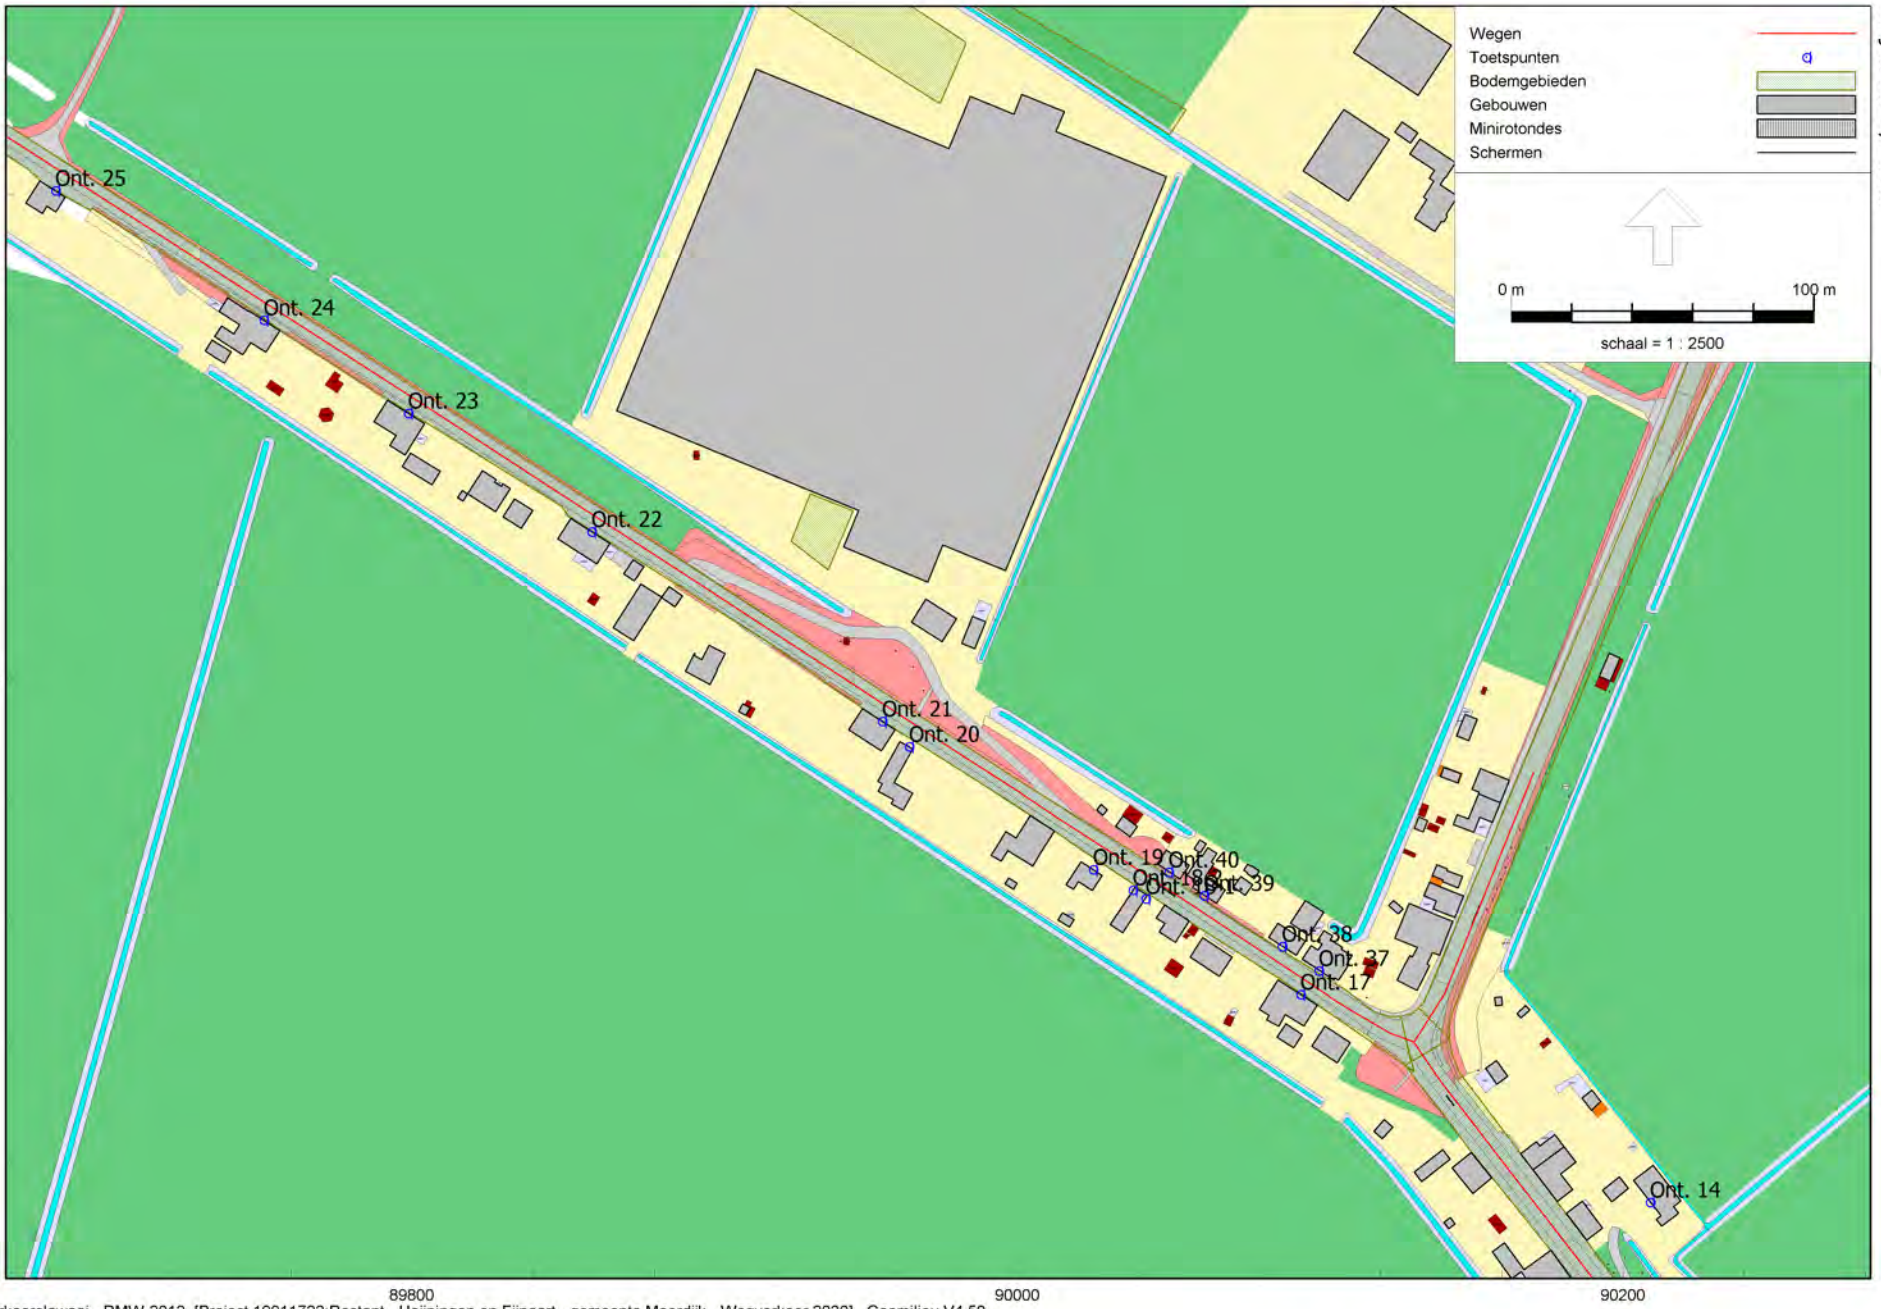 Wegen
Toetspunten
Bodemgebieden
Gebouwen
Minirotondes
Schermen
0 m 100 m
schaal = 1 : 2500
Ont. 25
Ont. 24
Ont. 23
Ont. 22
Ont. 21
Ont. 20
Ont. 19 Ont. 40
Ont. 39
Ont. 38
Ont. 37
Ont. 17
Ont. 14
89800 90000 90200